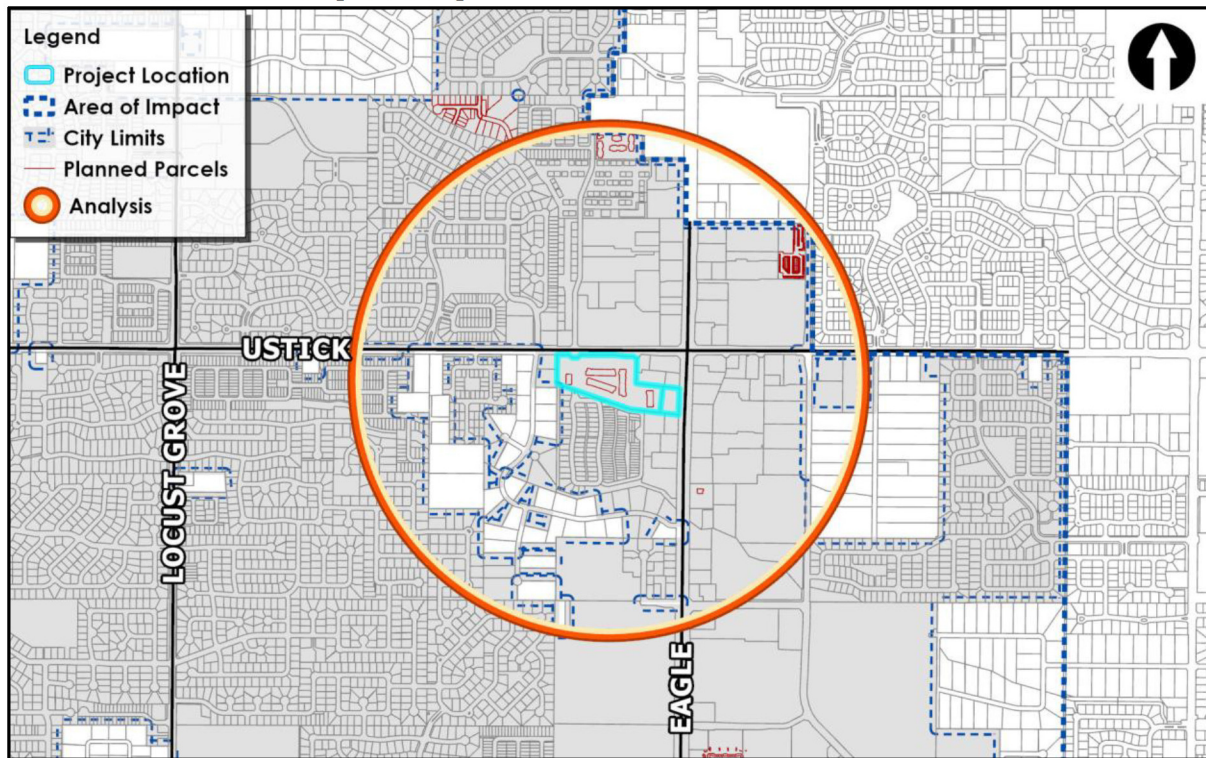 Legend
Project Location
Area of Impact
City Limits
Planned Parcels
Analysis
USTICK
LOCUST GROVE
EAGLE